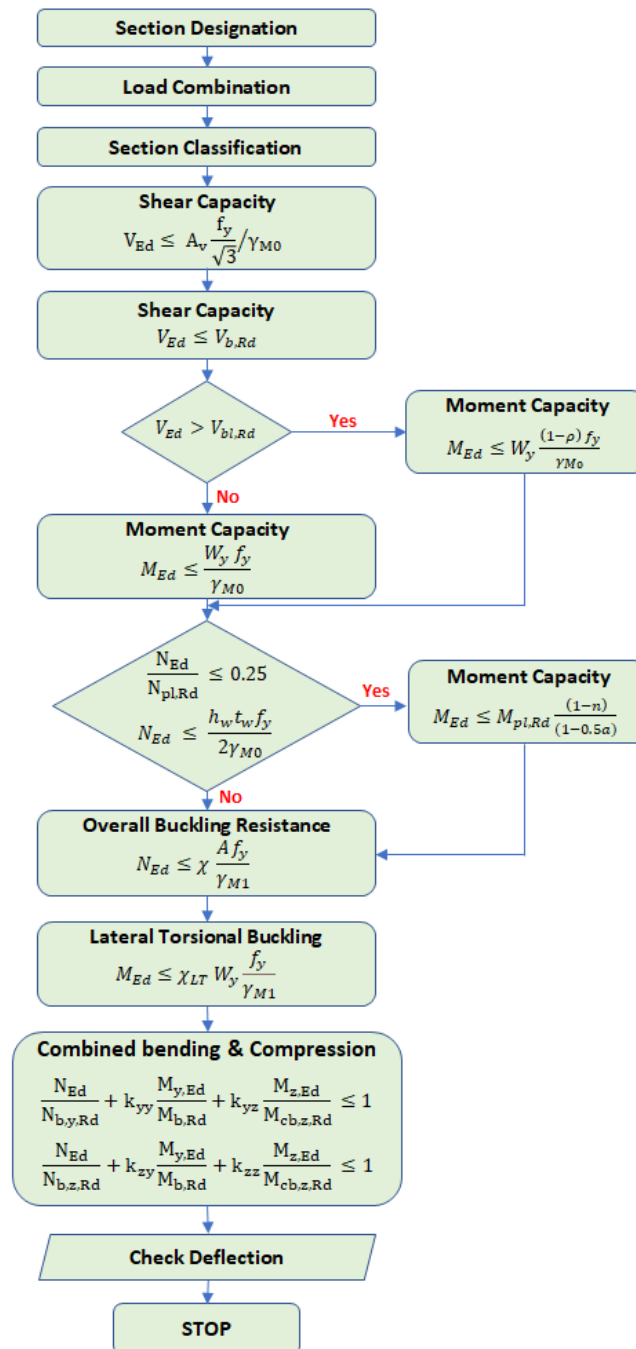 Section Designation
Load Combination
Section Classification
Shear Capacity
V_Ed ≤ A_v f_y/√3 /γ_M0
Shear Capacity
V_Ed ≤ V_b,Rd
V_Ed > V_bl,Rd
Yes
Moment Capacity
M_Ed ≤ W_y (1−ρ) f_y/γ_M0
No
Moment Capacity
M_Ed ≤ W_y f_y/γ_M0
N_Ed/N_pl,Rd ≤ 0.25
N_Ed ≤ h_w t_w f_y/2γ_M0
Yes
Moment Capacity
M_Ed ≤ M_pl,Rd (1−n)/(1−0.5a)
No
Overall Buckling Resistance
N_Ed ≤ χ A f_y/γ_M1
Lateral Torsional Buckling
M_Ed ≤ χ_LT W_y f_y/γ_M1
Combined bending & Compression
N_Ed/N_b,y,Rd + k_yy M_y,Ed/M_b,Rd + k_yz M_z,Ed/M_cb,z,Rd ≤ 1
N_Ed/N_b,z,Rd + k_zy M_y,Ed/M_b,Rd + k_zz M_z,Ed/M_cb,z,Rd ≤ 1
Check Deflection
STOP